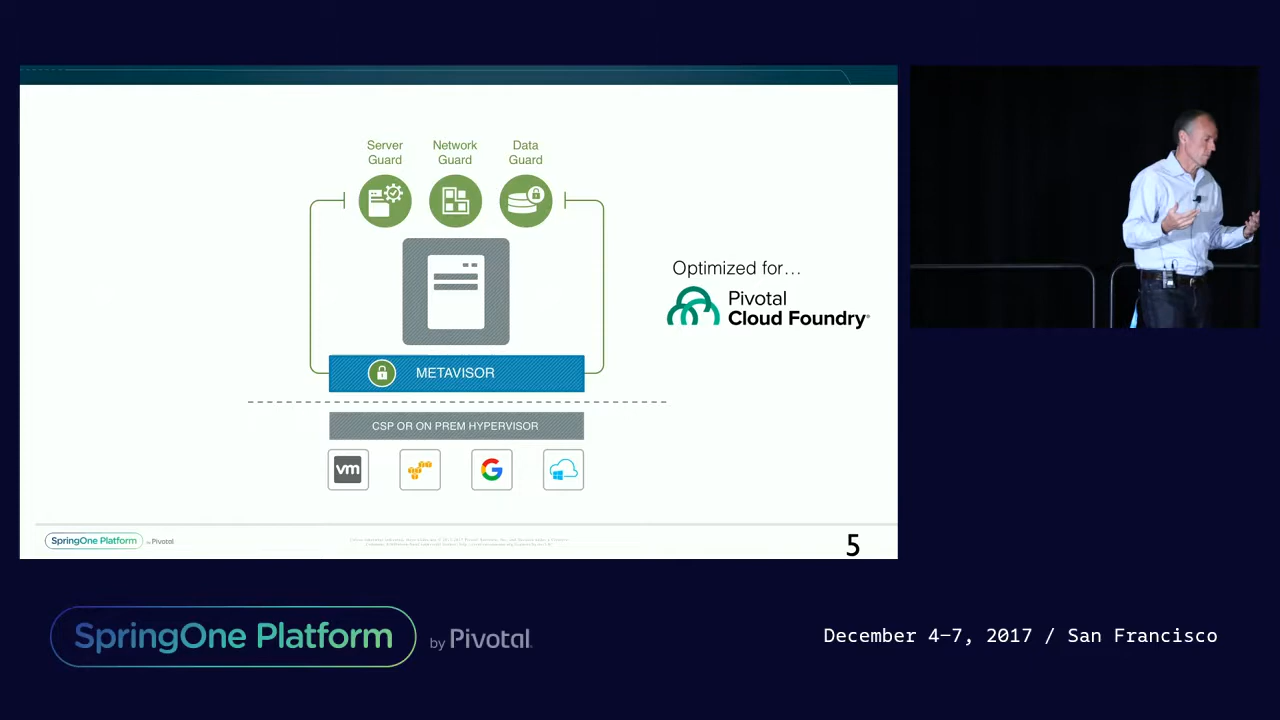 Server
Guard
Network
Guard
Data
Guard
Optimized for…
Pivotal
Cloud Foundry®
METAVISOR
CSP OR ON PREM HYPERVISOR
vm
SpringOne Platform
by Pivotal
5
SpringOne Platform
by Pivotal.
December 4–7, 2017 / San Francisco